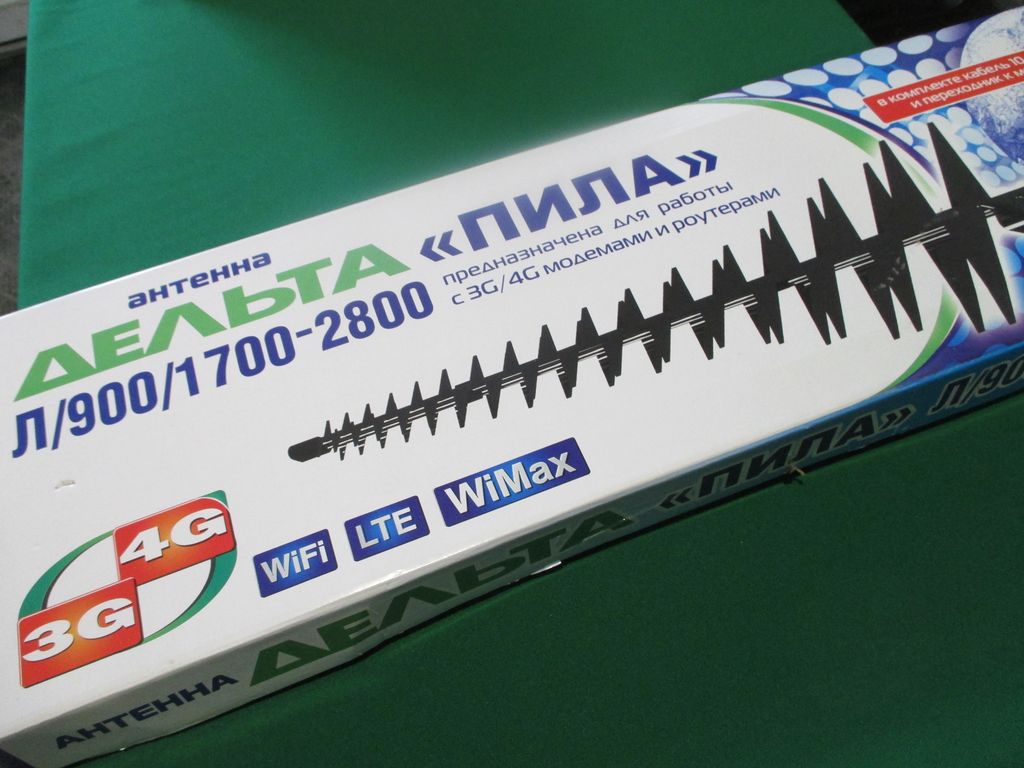 в комплекте кабель 10
и переходник к м
антенна
ДЕЛЬТА «ПИЛА»
Л/900/1700-2800
предназначена для работы
с 3G/4G модемами и роутерами
4G
3G
WiFi
LTE
WiMax
АНТЕННА ДЕЛЬТА «ПИЛА» Л/90